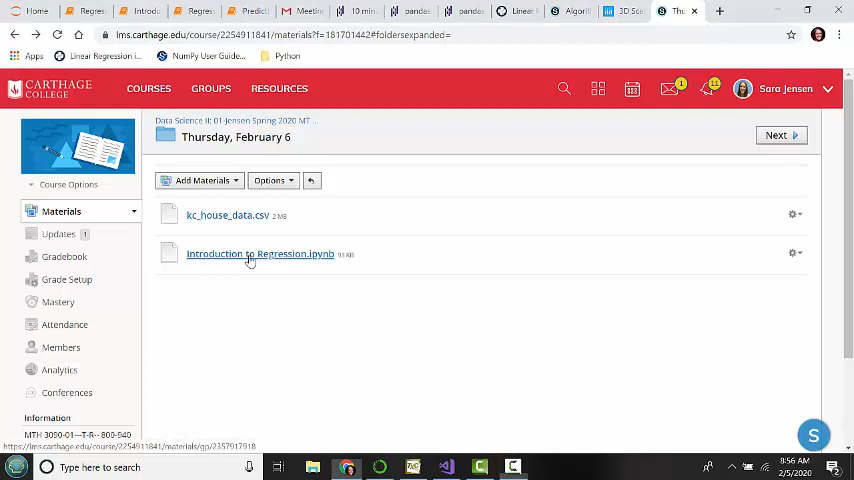 Home
Regres
Introdu
Regres
Predicti
Meetin
10 min
pandas
pandas
Linear R
Algorit
3D Sca
Thu
lms.carthage.edu/course/2254911841/materials?f=181701442#foldersexpanded=
Apps
Linear Regression i...
NumPy User Guide...
Python
CARTHAGE
COLLEGE
COURSES
GROUPS
RESOURCES
1
11
Sara Jensen
Data Science II: 01-Jensen Spring 2020 MT ...
Thursday, February 6
Next
Course Options
Add Materials
Options
Materials
kc_house_data.csv 2 MB
Updates 1
Introduction to Regression.ipynb 93 KB
Gradebook
Grade Setup
Mastery
Attendance
Members
Analytics
Conferences
Information
MTH 3090-01---T-R-- 800-940
S
https://lms.carthage.edu/course/2254911841/materials/gp/2357917918
Type here to search
8:56 AM
2/5/2020
2